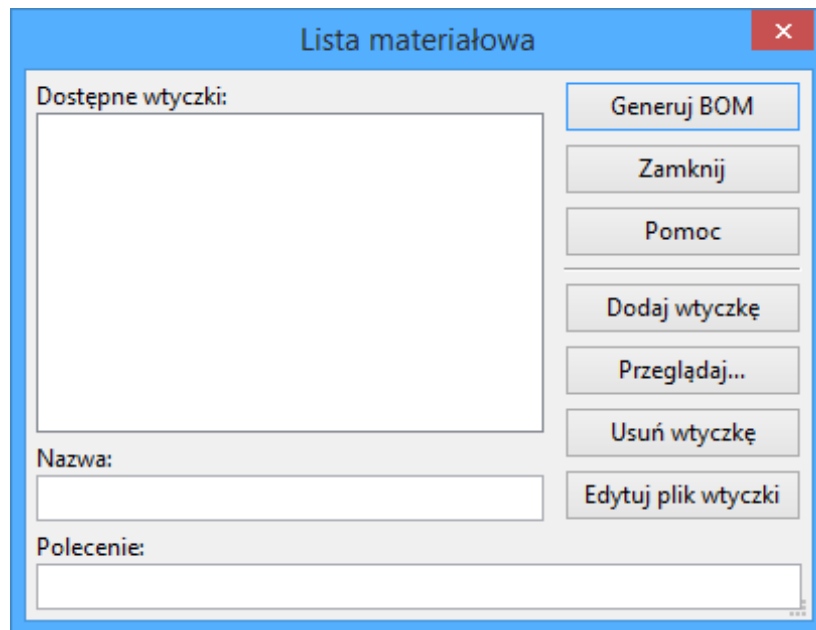 Lista materiałowa
Dostępne wtyczki:
Generuj BOM
Zamknij
Pomoc
Dodaj wtyczkę
Przeglądaj...
Usuń wtyczkę
Edytuj plik wtyczki
Nazwa:
Polecenie: